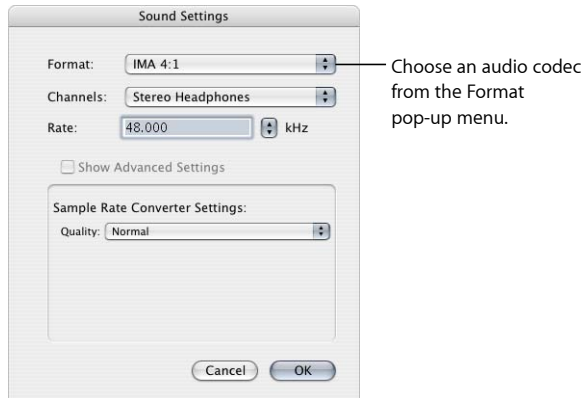 Sound Settings
Format: IMA 4:1
Choose an audio codec
from the Format
pop-up menu.
Channels: Stereo Headphones
Rate: 48.000 kHz
Show Advanced Settings
Sample Rate Converter Settings:
Quality: Normal
Cancel OK